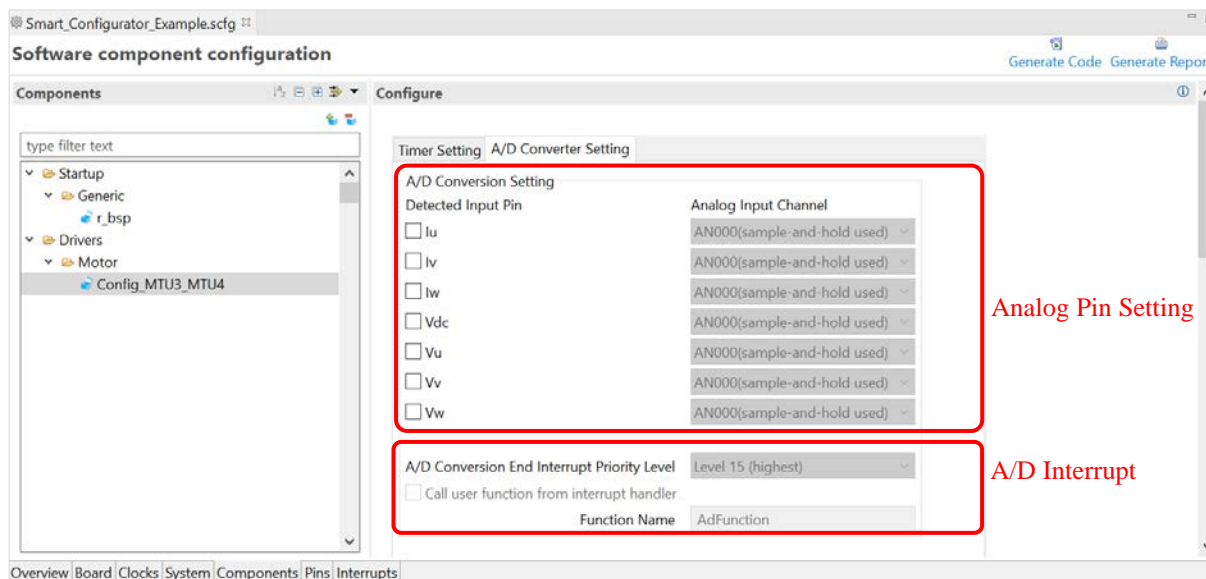 Smart_Configurator_Example.scfg
Software component configuration
Generate Code Generate Repor
Components
Configure
type filter text
Startup
Generic
r_bsp
Drivers
Motor
Config_MTU3_MTU4
Timer Setting A/D Converter Setting
A/D Conversion Setting
Detected Input Pin Analog Input Channel
Iu AN000(sample-and-hold used)
Iv AN000(sample-and-hold used)
Iw AN000(sample-and-hold used)
Vdc AN000(sample-and-hold used)
Vu AN000(sample-and-hold used)
Vv AN000(sample-and-hold used)
Vw AN000(sample-and-hold used)
Analog Pin Setting
A/D Conversion End Interrupt Priority Level Level 15 (highest)
Call user function from interrupt handler
Function Name AdFunction
A/D Interrupt
Overview Board Clocks System Components Pins Interrupts